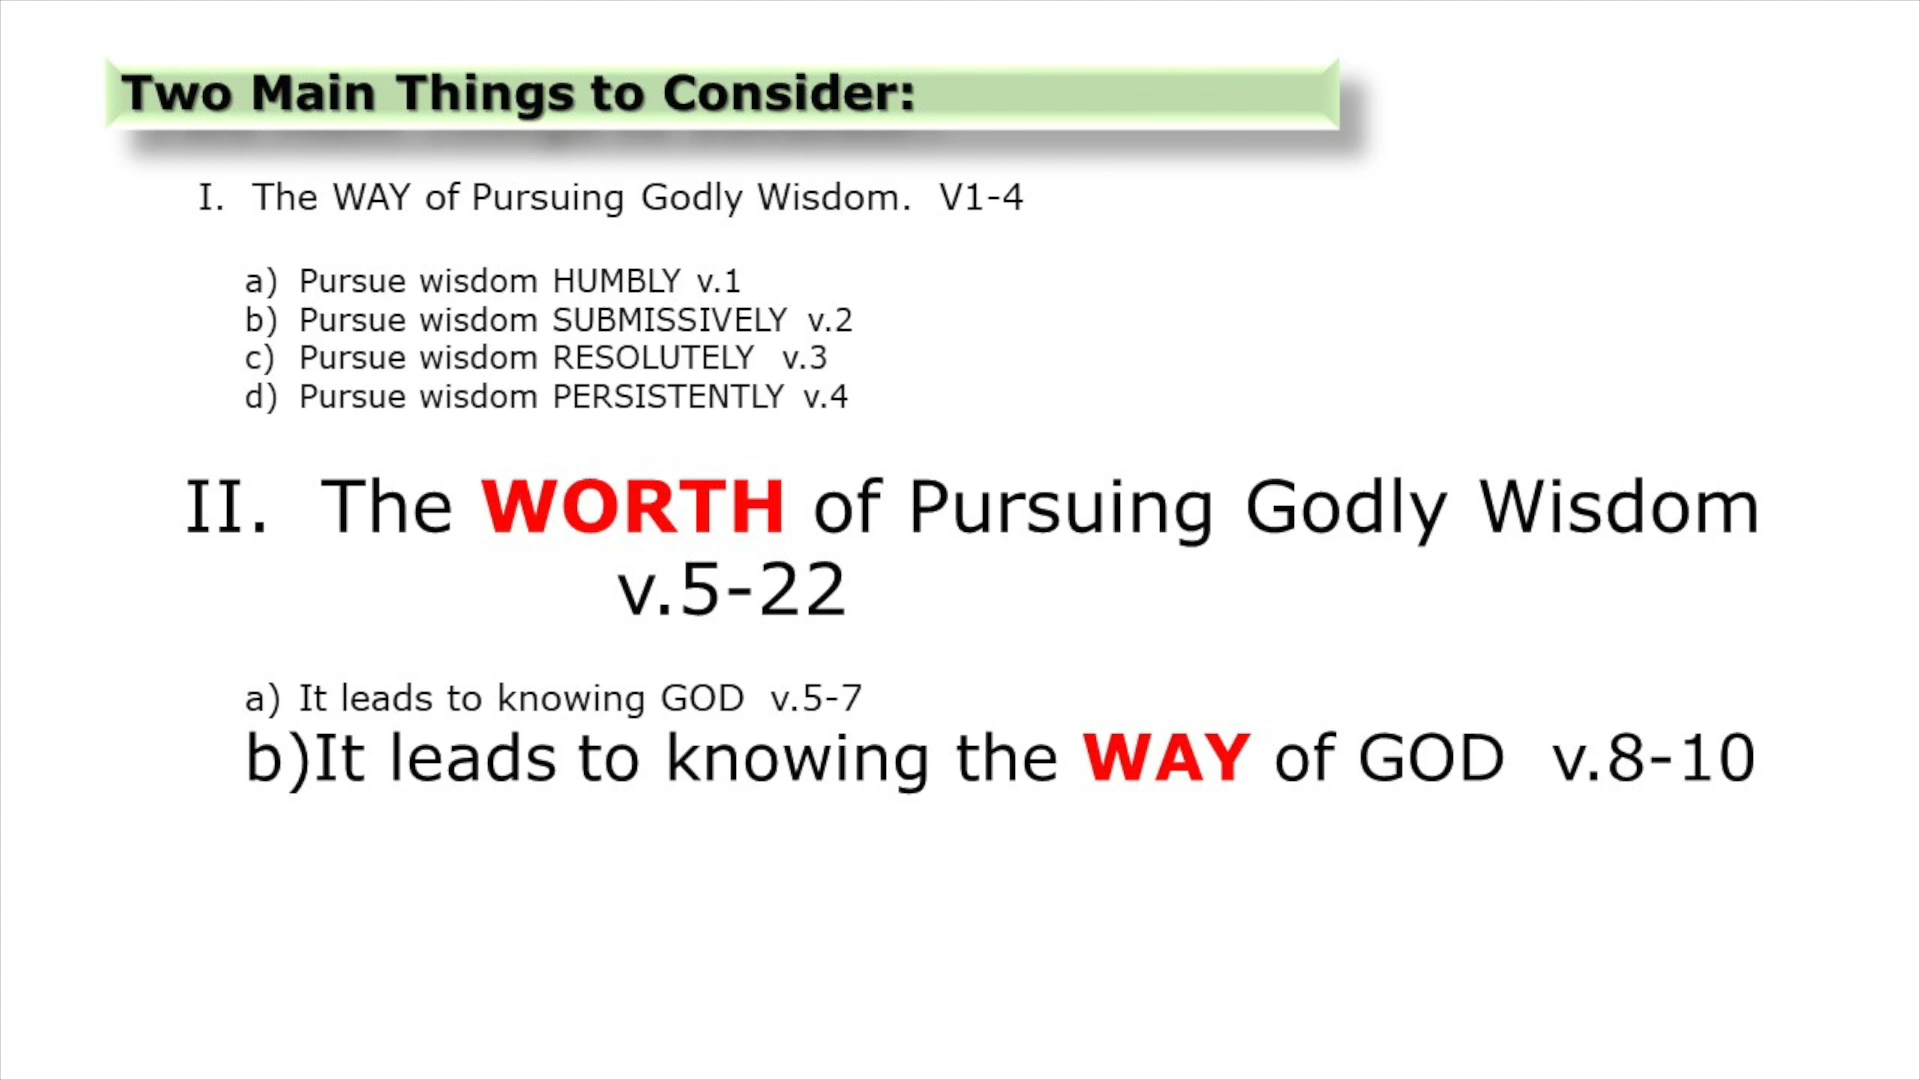 Two Main Things to Consider:
I. The WAY of Pursuing Godly Wisdom. V1-4
a) Pursue wisdom HUMBLY v.1
b) Pursue wisdom SUBMISSIVELY v.2
c) Pursue wisdom RESOLUTELY v.3
d) Pursue wisdom PERSISTENTLY v.4
II. The WORTH of Pursuing Godly Wisdom
v.5-22
a) It leads to knowing GOD v.5-7
b)It leads to knowing the WAY of GOD v.8-10